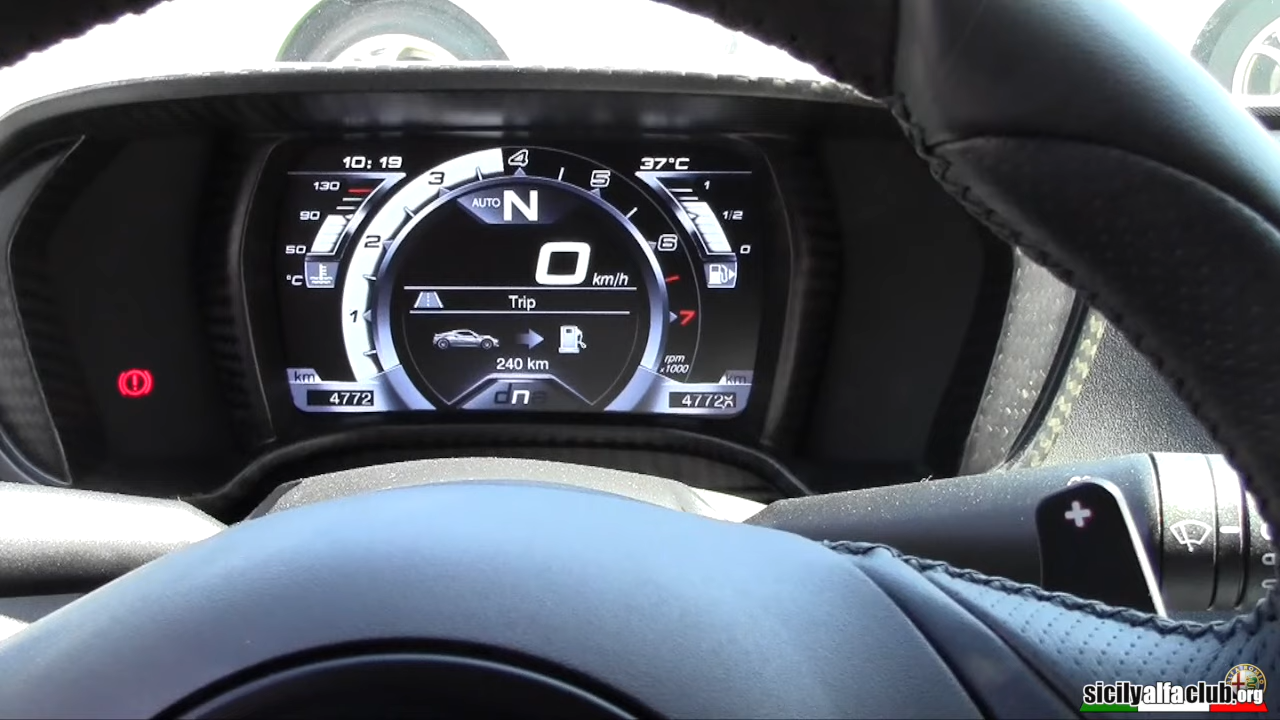 10:19
37°C
130
90
50
°C
1
2
3
4
5
6
7
1
1/2
0
AUTO N
0 km/h
Trip
240 km
rpm
x1000
km
4772
km
4772
dna
+
sicilyalfaclub.org